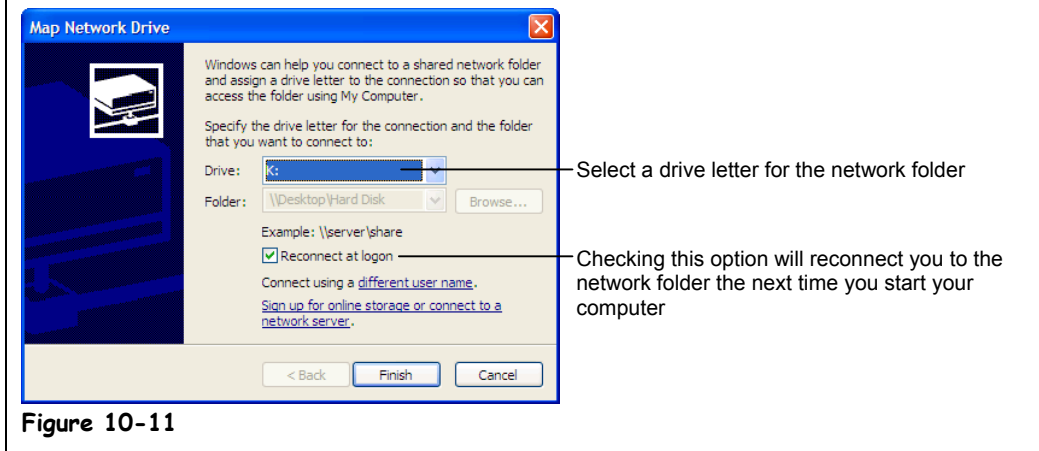 Map Network Drive
Windows can help you connect to a shared network folder
and assign a drive letter to the connection so that you can
access the folder using My Computer.
Specify the drive letter for the connection and the folder
that you want to connect to:
Drive: K:
Select a drive letter for the network folder
Folder: \\Desktop\Hard Disk Browse...
Example: \\server\share
Reconnect at logon
Checking this option will reconnect you to the
network folder the next time you start your
computer
Connect using a different user name.
Sign up for online storage or connect to a
network server.
< Back Finish Cancel
Figure 10-11